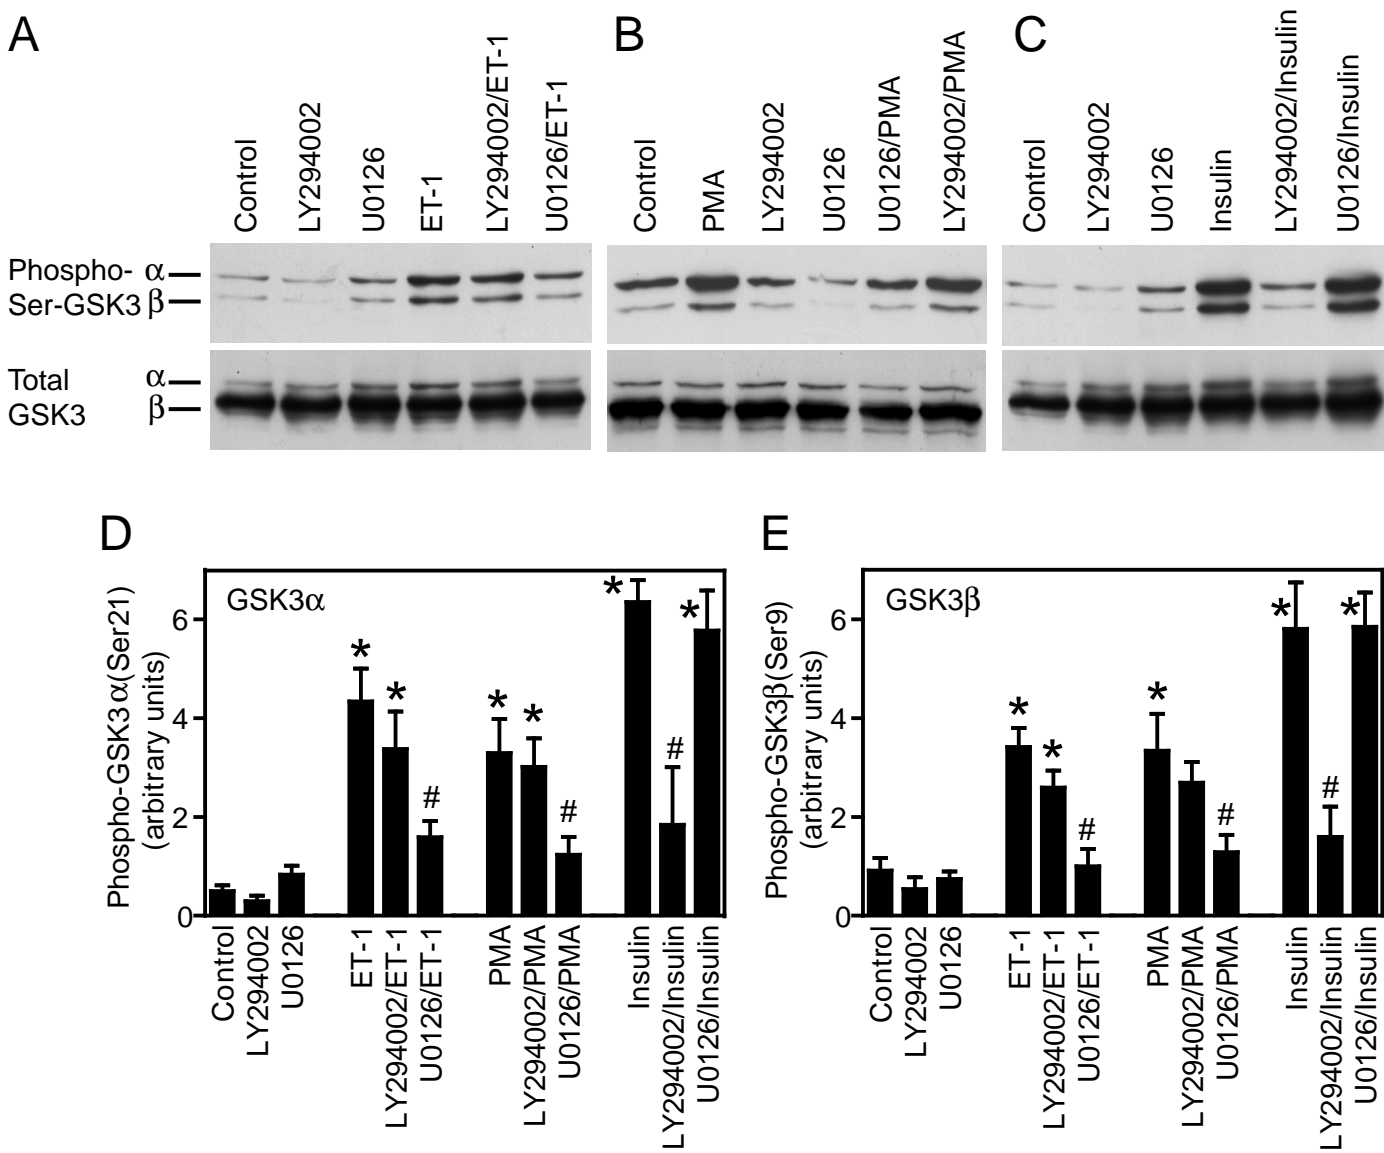 A
B
C
Control
LY294002
U0126
ET-1
LY294002/ET-1
U0126/ET-1
Control
PMA
LY294002
U0126
U0126/PMA
LY294002/PMA
Control
LY294002
U0126
Insulin
LY294002/Insulin
U0126/Insulin
Phospho- α
Ser-GSK3 β
Total α
GSK3 β
D
GSK3α
Phospho-GSK3 α(Ser21)
(arbitrary units)
6
4
2
0
* * # * * # * # *
Control
LY294002
U0126
ET-1
LY294002/ET-1
U0126/ET-1
PMA
LY294002/PMA
U0126/PMA
Insulin
LY294002/Insulin
U0126/Insulin
E
GSK3β
Phospho-GSK3β(Ser9)
(arbitrary units)
6
4
2
0
* * # * # * # *
Control
LY294002
U0126
ET-1
LY294002/ET-1
U0126/ET-1
PMA
LY294002/PMA
U0126/PMA
Insulin
LY294002/Insulin
U0126/Insulin